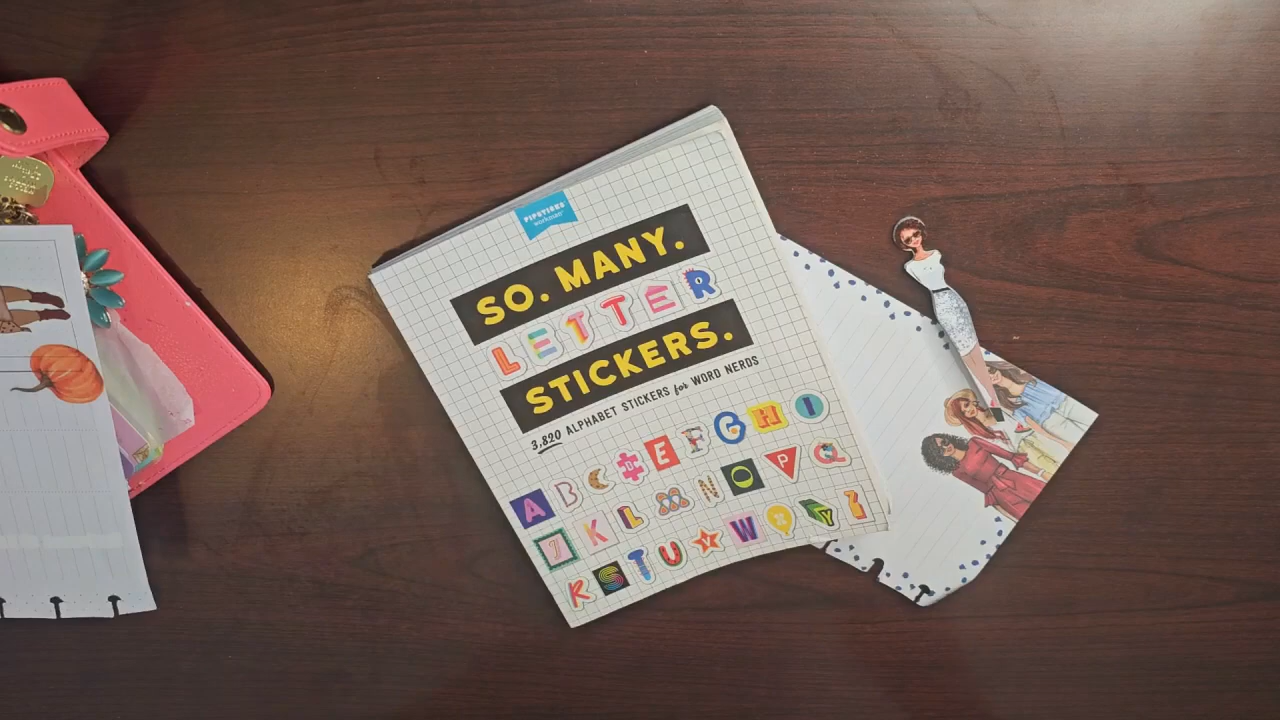 PIPSTICKS
workman
SO. MANY.
LETTER
STICKERS.
3,820 ALPHABET STICKERS for WORD NERDS
A B C D E F G H I
J K L M N O P Q
R S T U V W X Y Z